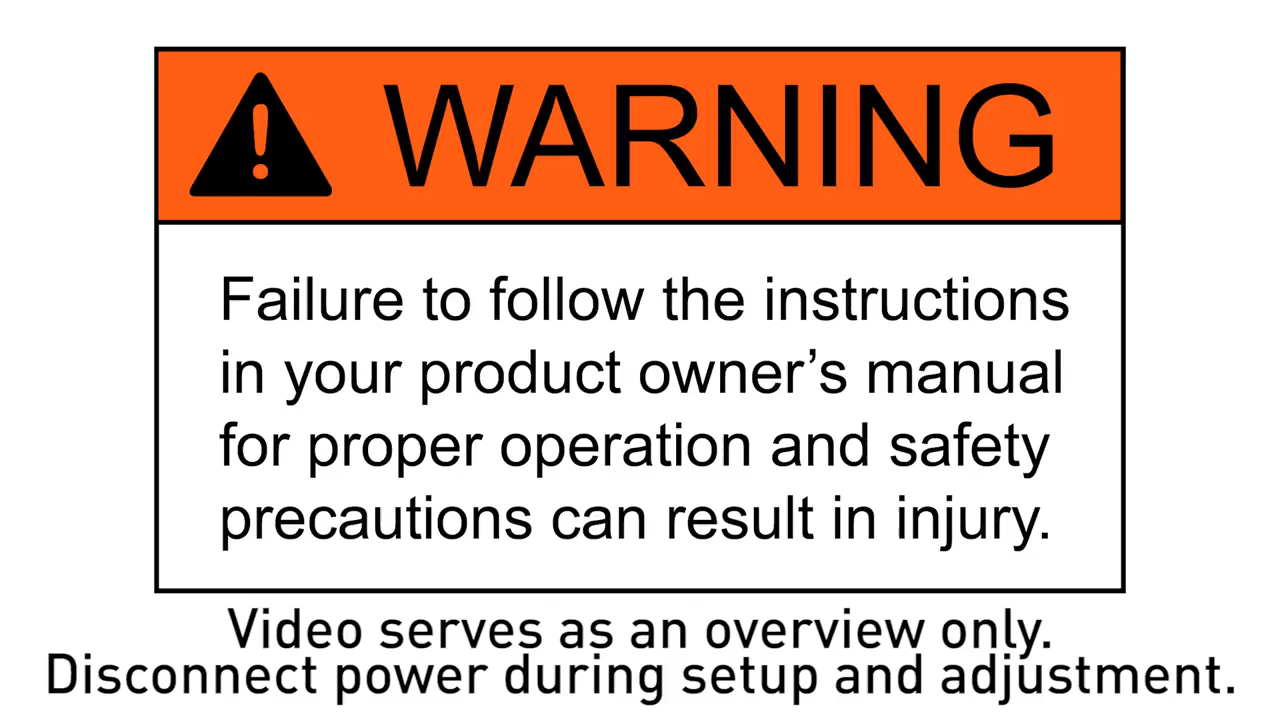 WARNING
Failure to follow the instructions
in your product owner’s manual
for proper operation and safety
precautions can result in injury.
Video serves as an overview only.
Disconnect power during setup and adjustment.